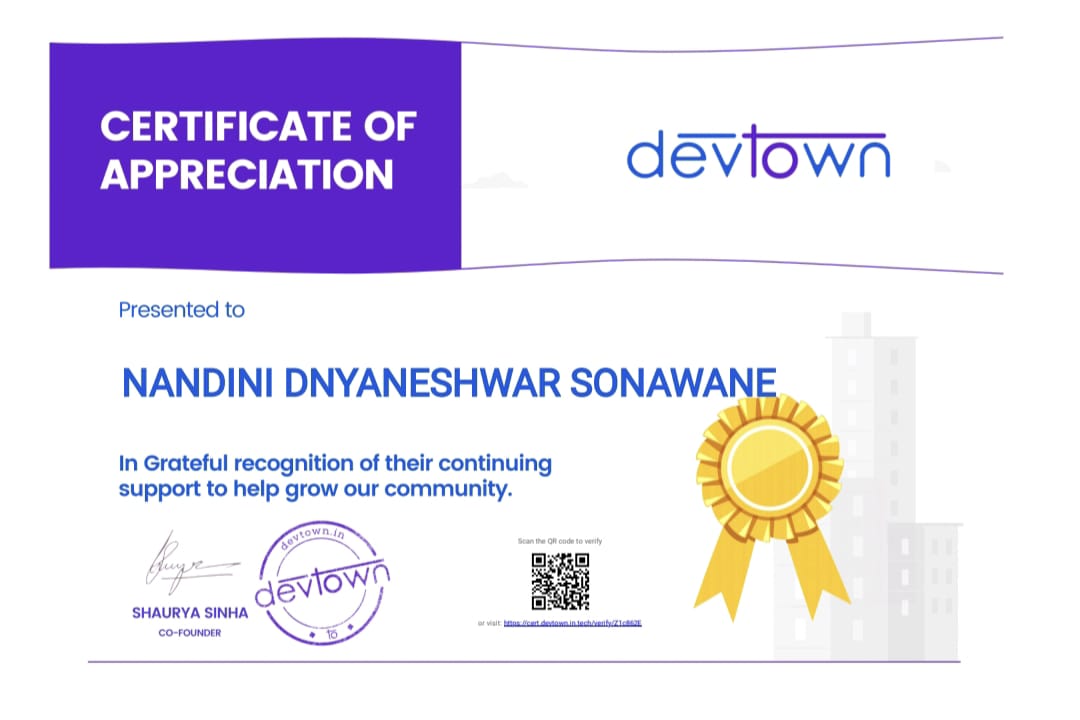 CERTIFICATE OF
APPRECIATION
devtown
Presented to
NANDINI DNYANESHWAR SONAWANE
In Grateful recognition of their continuing
support to help grow our community.
devtown.in
devtown
SHAURYA SINHA
CO-FOUNDER
Scan the QR code to verify
or visit: https://cert.devtown.in.tech/verify/Z1c862E